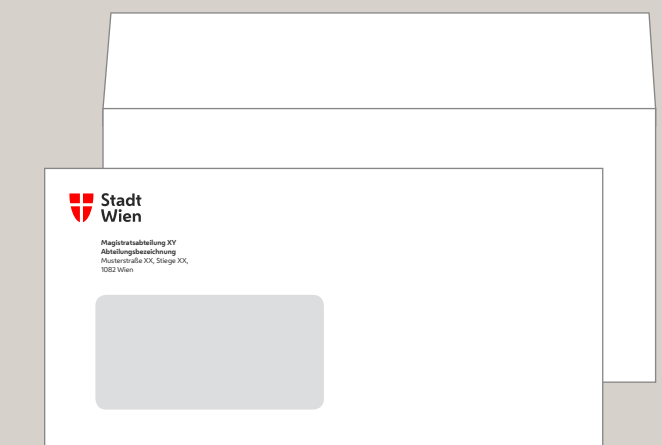 Stadt
Wien
Magistratsabteilung XY
Abteilungsbezeichnung
Musterstraße XX, Stiege XX,
1082 Wien